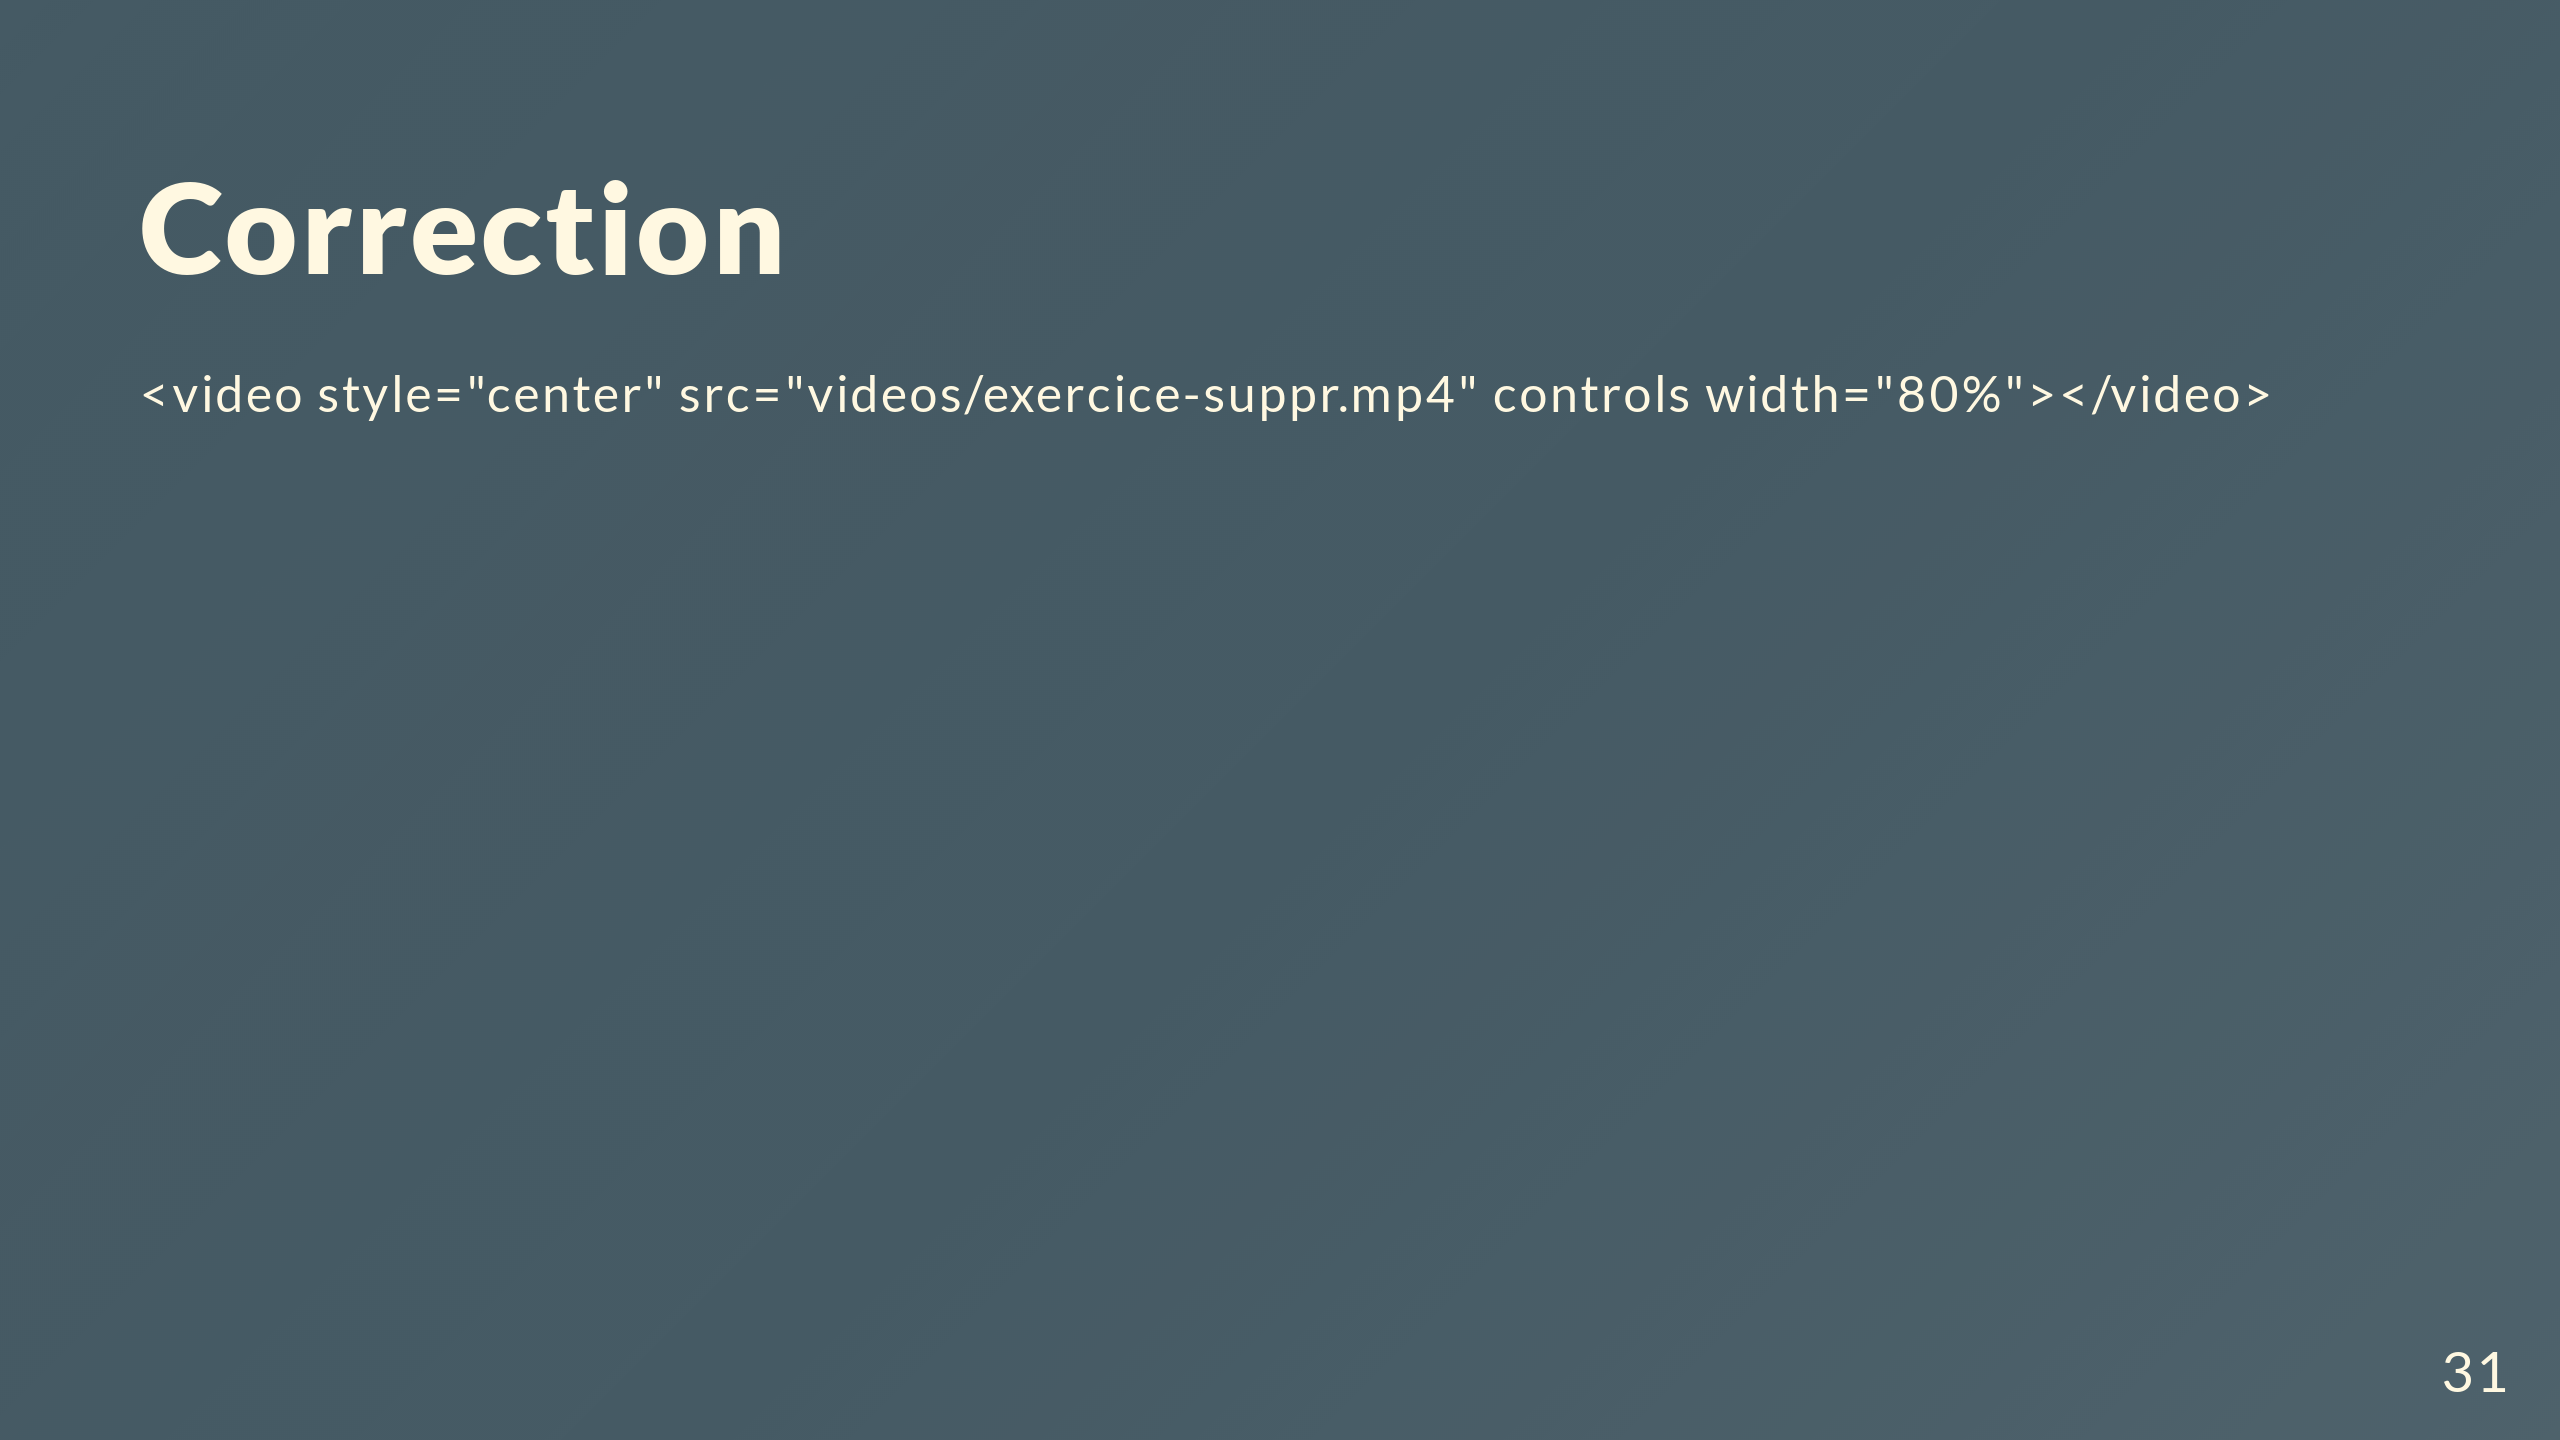 Correction
<video style="center" src="videos/exercice-suppr.mp4" controls width="80%"></video>
31